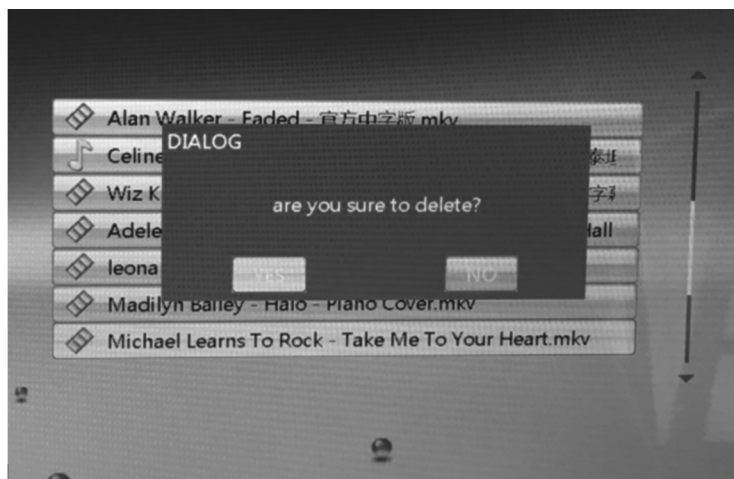 Alan Walker - Faded - 官方中字版.mkv
DIALOG
Celine
Wiz K
are you sure to delete?
Adele
Hall
leona
YES
NO
Madilyn Bailey - Halo - Piano Cover.mkv
Michael Learns To Rock - Take Me To Your Heart.mkv